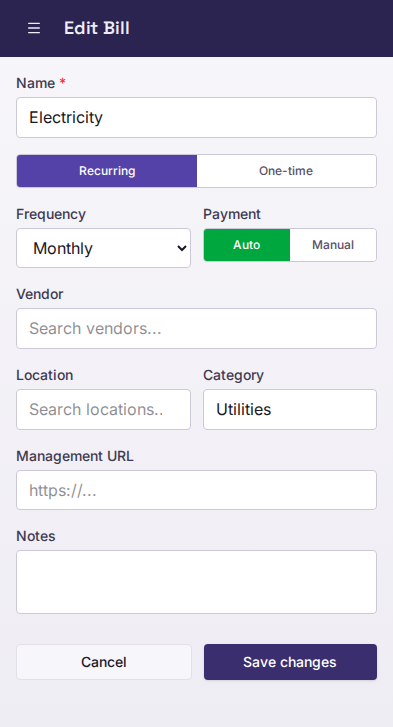 Edit Bill
Name *
Electricity
Recurring One-time
Frequency Payment
Monthly Auto Manual
Vendor
Search vendors...
Location Category
Search locations.. Utilities
Management URL
https://...
Notes
Cancel Save changes